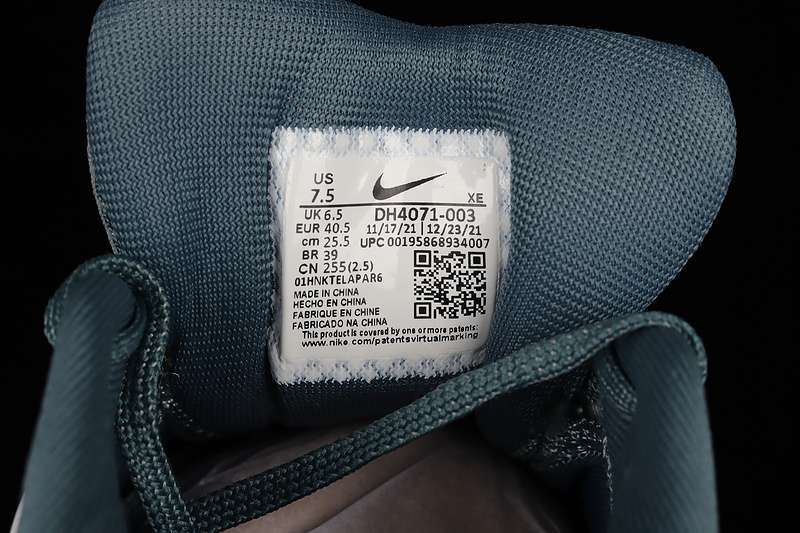 US
7.5
XE
UK 6.5 DH4071-003
EUR 40.5 11/17/21 | 12/23/21
cm 25.5 UPC 00195868934007
BR 39
CN 255(2.5)
01HNKTELAPAR6
MADE IN CHINA
HECHO EN CHINA
FABRIQUE EN CHINE
FABRICADO NA CHINA
This product is covered by one or more patents:
www.nike.com/patentsvirtualmarking